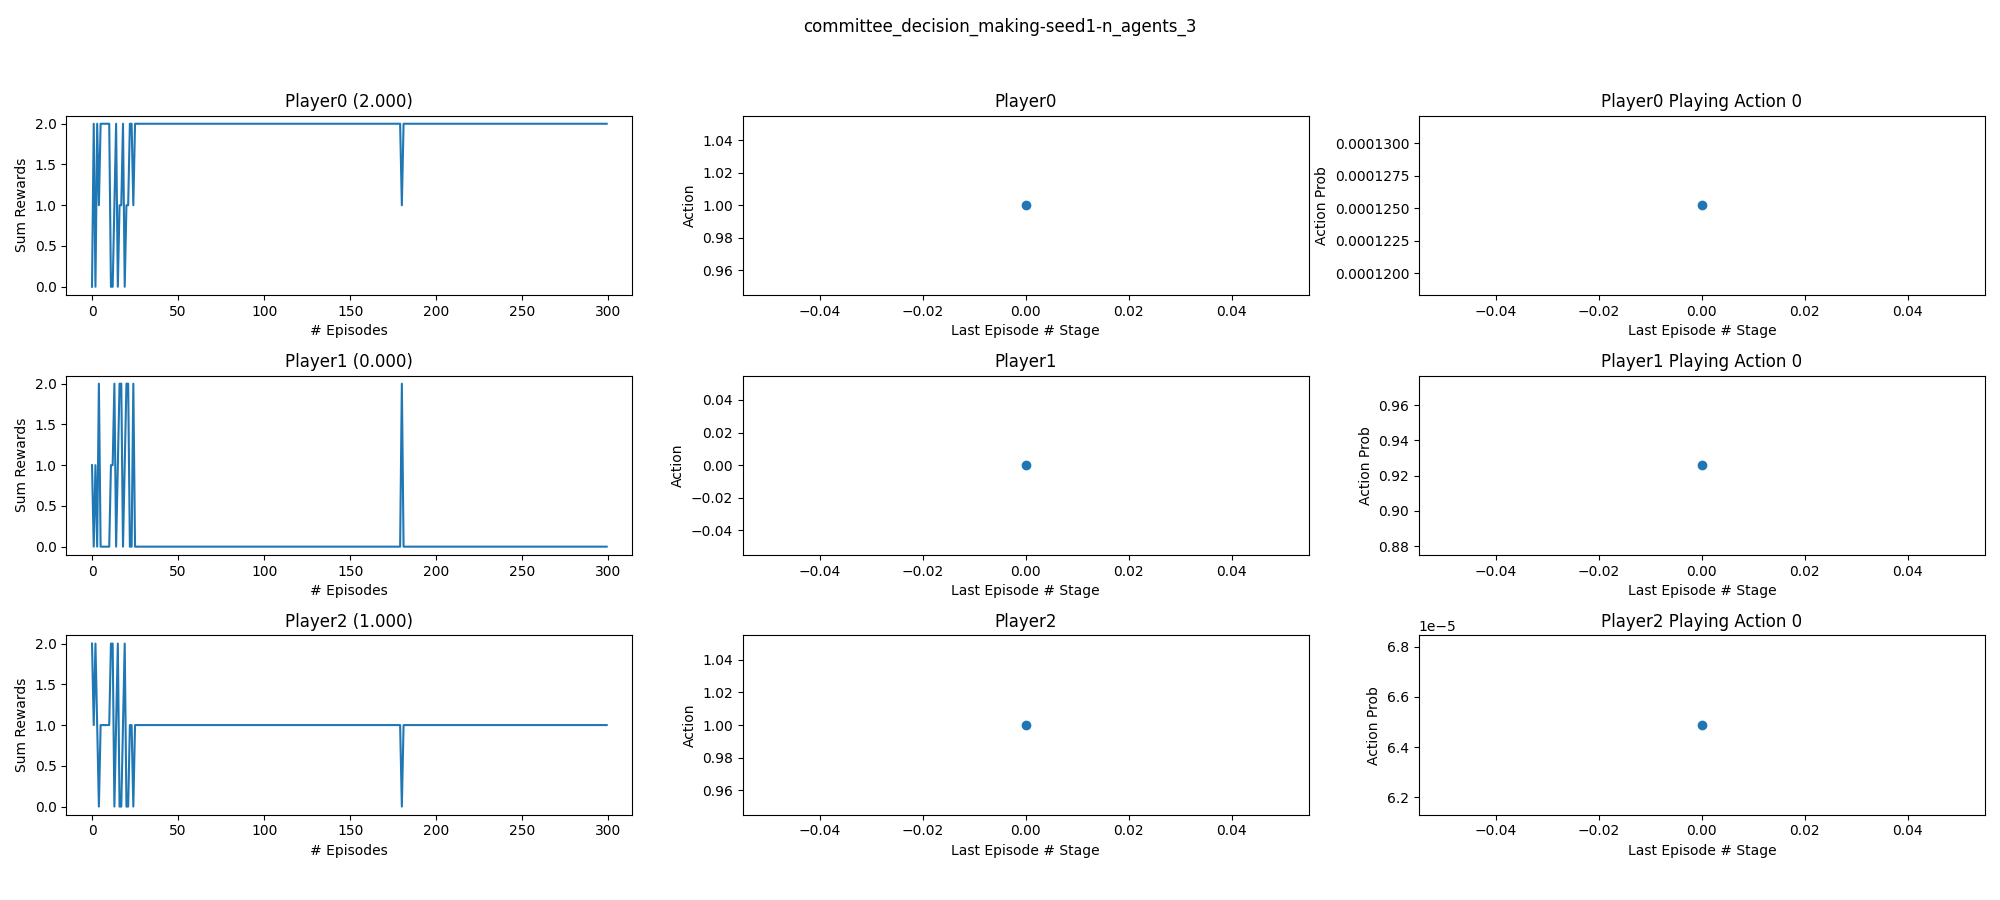 committee_decision_making-seed1-n_agents_3
Player0 (2.000)
Sum Rewards
2.0
1.5
1.0
0.5
0.0
0 50 100 150 200 250 300
# Episodes
Player0
Action
1.04
1.02
1.00
0.98
0.96
−0.04 −0.02 0.00 0.02 0.04
Last Episode # Stage
Player0 Playing Action 0
Action Prob
0.0001300
0.0001275
0.0001250
0.0001225
0.0001200
−0.04 −0.02 0.00 0.02 0.04
Last Episode # Stage
Player1 (0.000)
Sum Rewards
2.0
1.5
1.0
0.5
0.0
0 50 100 150 200 250 300
# Episodes
Player1
Action
0.04
0.02
0.00
−0.02
−0.04
−0.04 −0.02 0.00 0.02 0.04
Last Episode # Stage
Player1 Playing Action 0
Action Prob
0.96
0.94
0.92
0.90
0.88
−0.04 −0.02 0.00 0.02 0.04
Last Episode # Stage
Player2 (1.000)
Sum Rewards
2.0
1.5
1.0
0.5
0.0
0 50 100 150 200 250 300
# Episodes
Player2
Action
1.04
1.02
1.00
0.98
0.96
−0.04 −0.02 0.00 0.02 0.04
Last Episode # Stage
Player2 Playing Action 0
1e−5
Action Prob
6.8
6.6
6.4
6.2
−0.04 −0.02 0.00 0.02 0.04
Last Episode # Stage